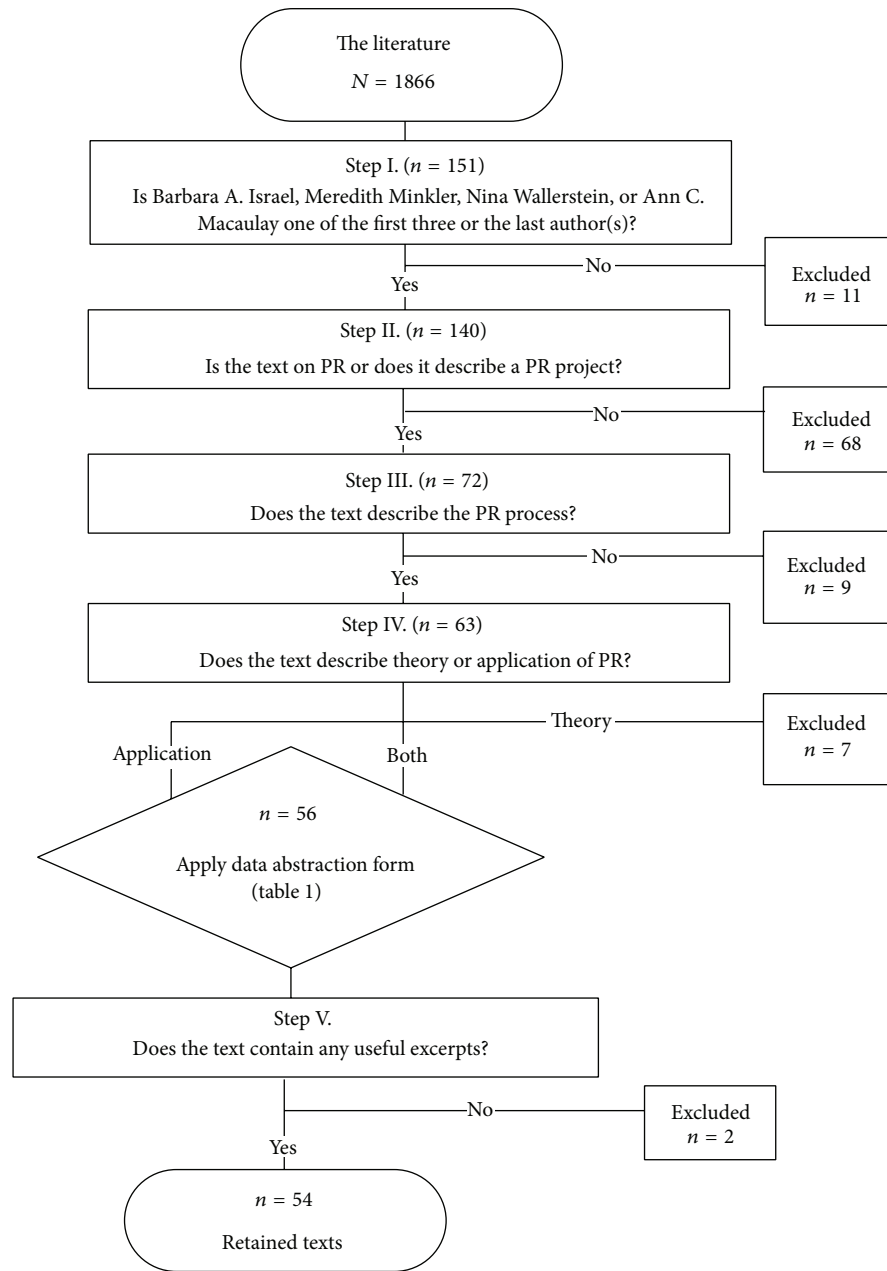 The literature
N = 1866
Step I. (n = 151)
Is Barbara A. Israel, Meredith Minkler, Nina Wallerstein, or Ann C.
Macaulay one of the first three or the last author(s)?
No
Excluded
n = 11
Yes
Step II. (n = 140)
Is the text on PR or does it describe a PR project?
No
Excluded
n = 68
Yes
Step III. (n = 72)
Does the text describe the PR process?
No
Excluded
n = 9
Yes
Step IV. (n = 63)
Does the text describe theory or application of PR?
Theory
Excluded
n = 7
Application
Both
n = 56
Apply data abstraction form
(table 1)
Step V.
Does the text contain any useful excerpts?
No
Excluded
n = 2
Yes
n = 54
Retained texts